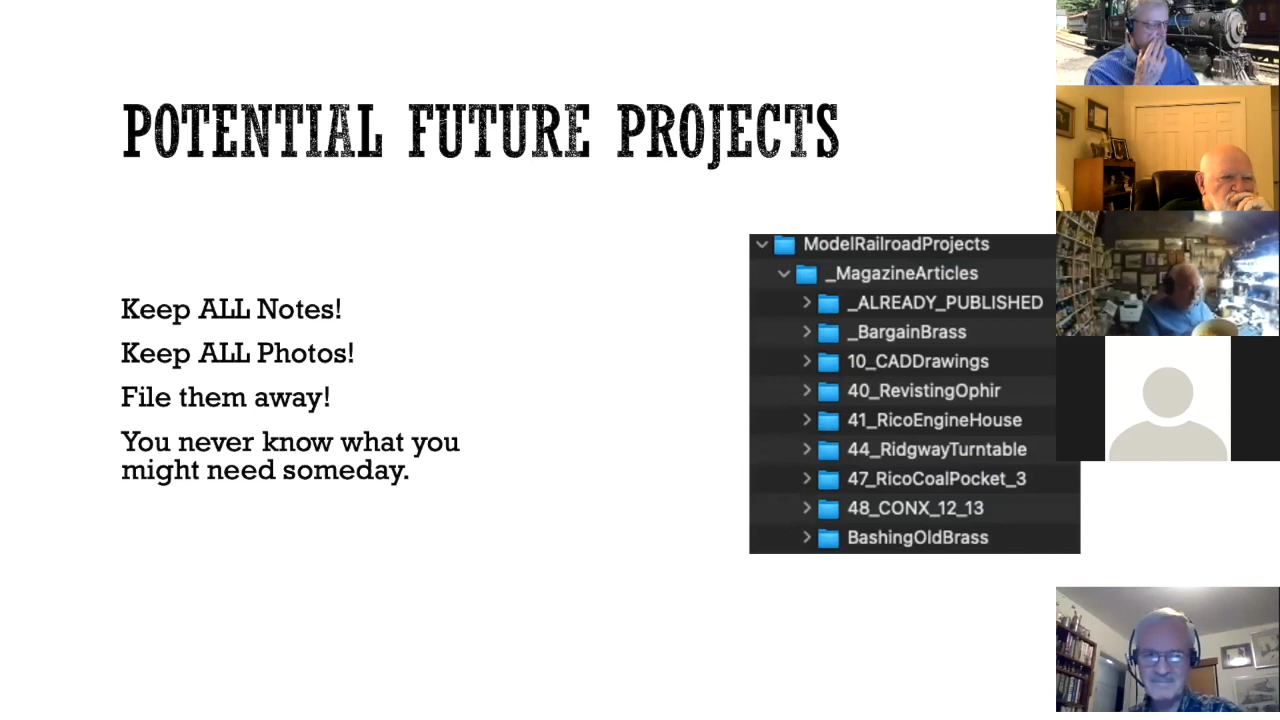 POTENTIAL FUTURE PROJECTS
Keep ALL Notes!
Keep ALL Photos!
File them away!
You never know what you
might need someday.
ModelRailroadProjects
_MagazineArticles
_ALREADY_PUBLISHED
_BargainBrass
10_CADDrawings
40_RevistingOphir
41_RicoEngineHouse
44_RidgwayTurntable
47_RicoCoalPocket_3
48_CONX_12_13
BashingOldBrass